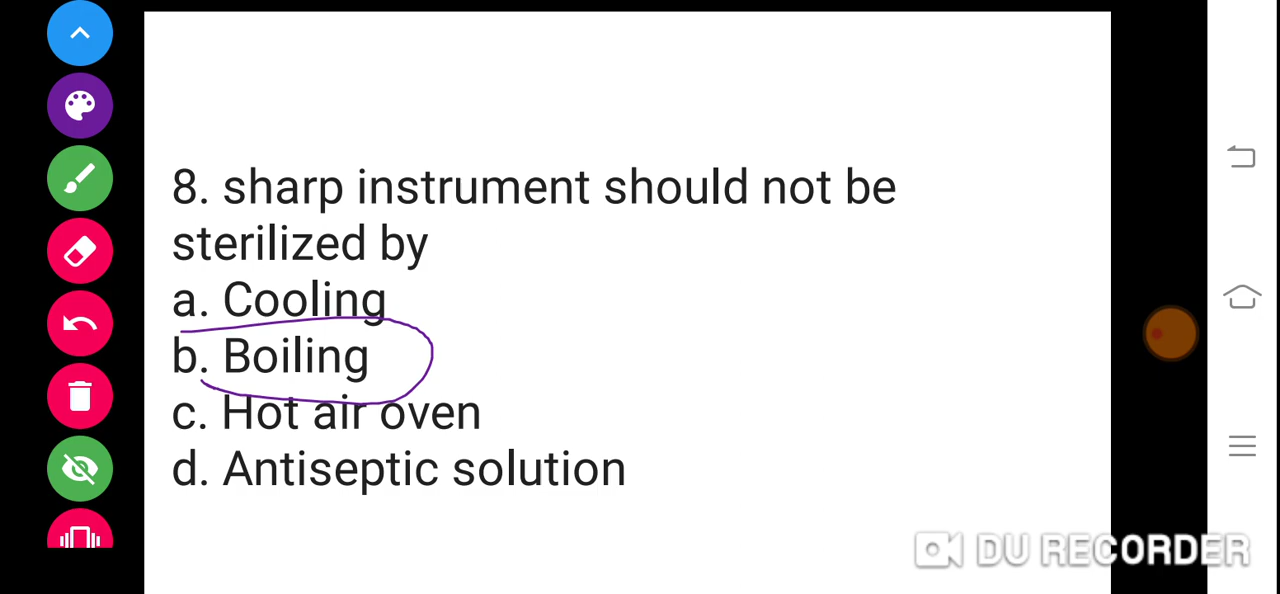 8. sharp instrument should not be
sterilized by
a. Cooling
b. Boiling
c. Hot air oven
d. Antiseptic solution
DU RECORDER